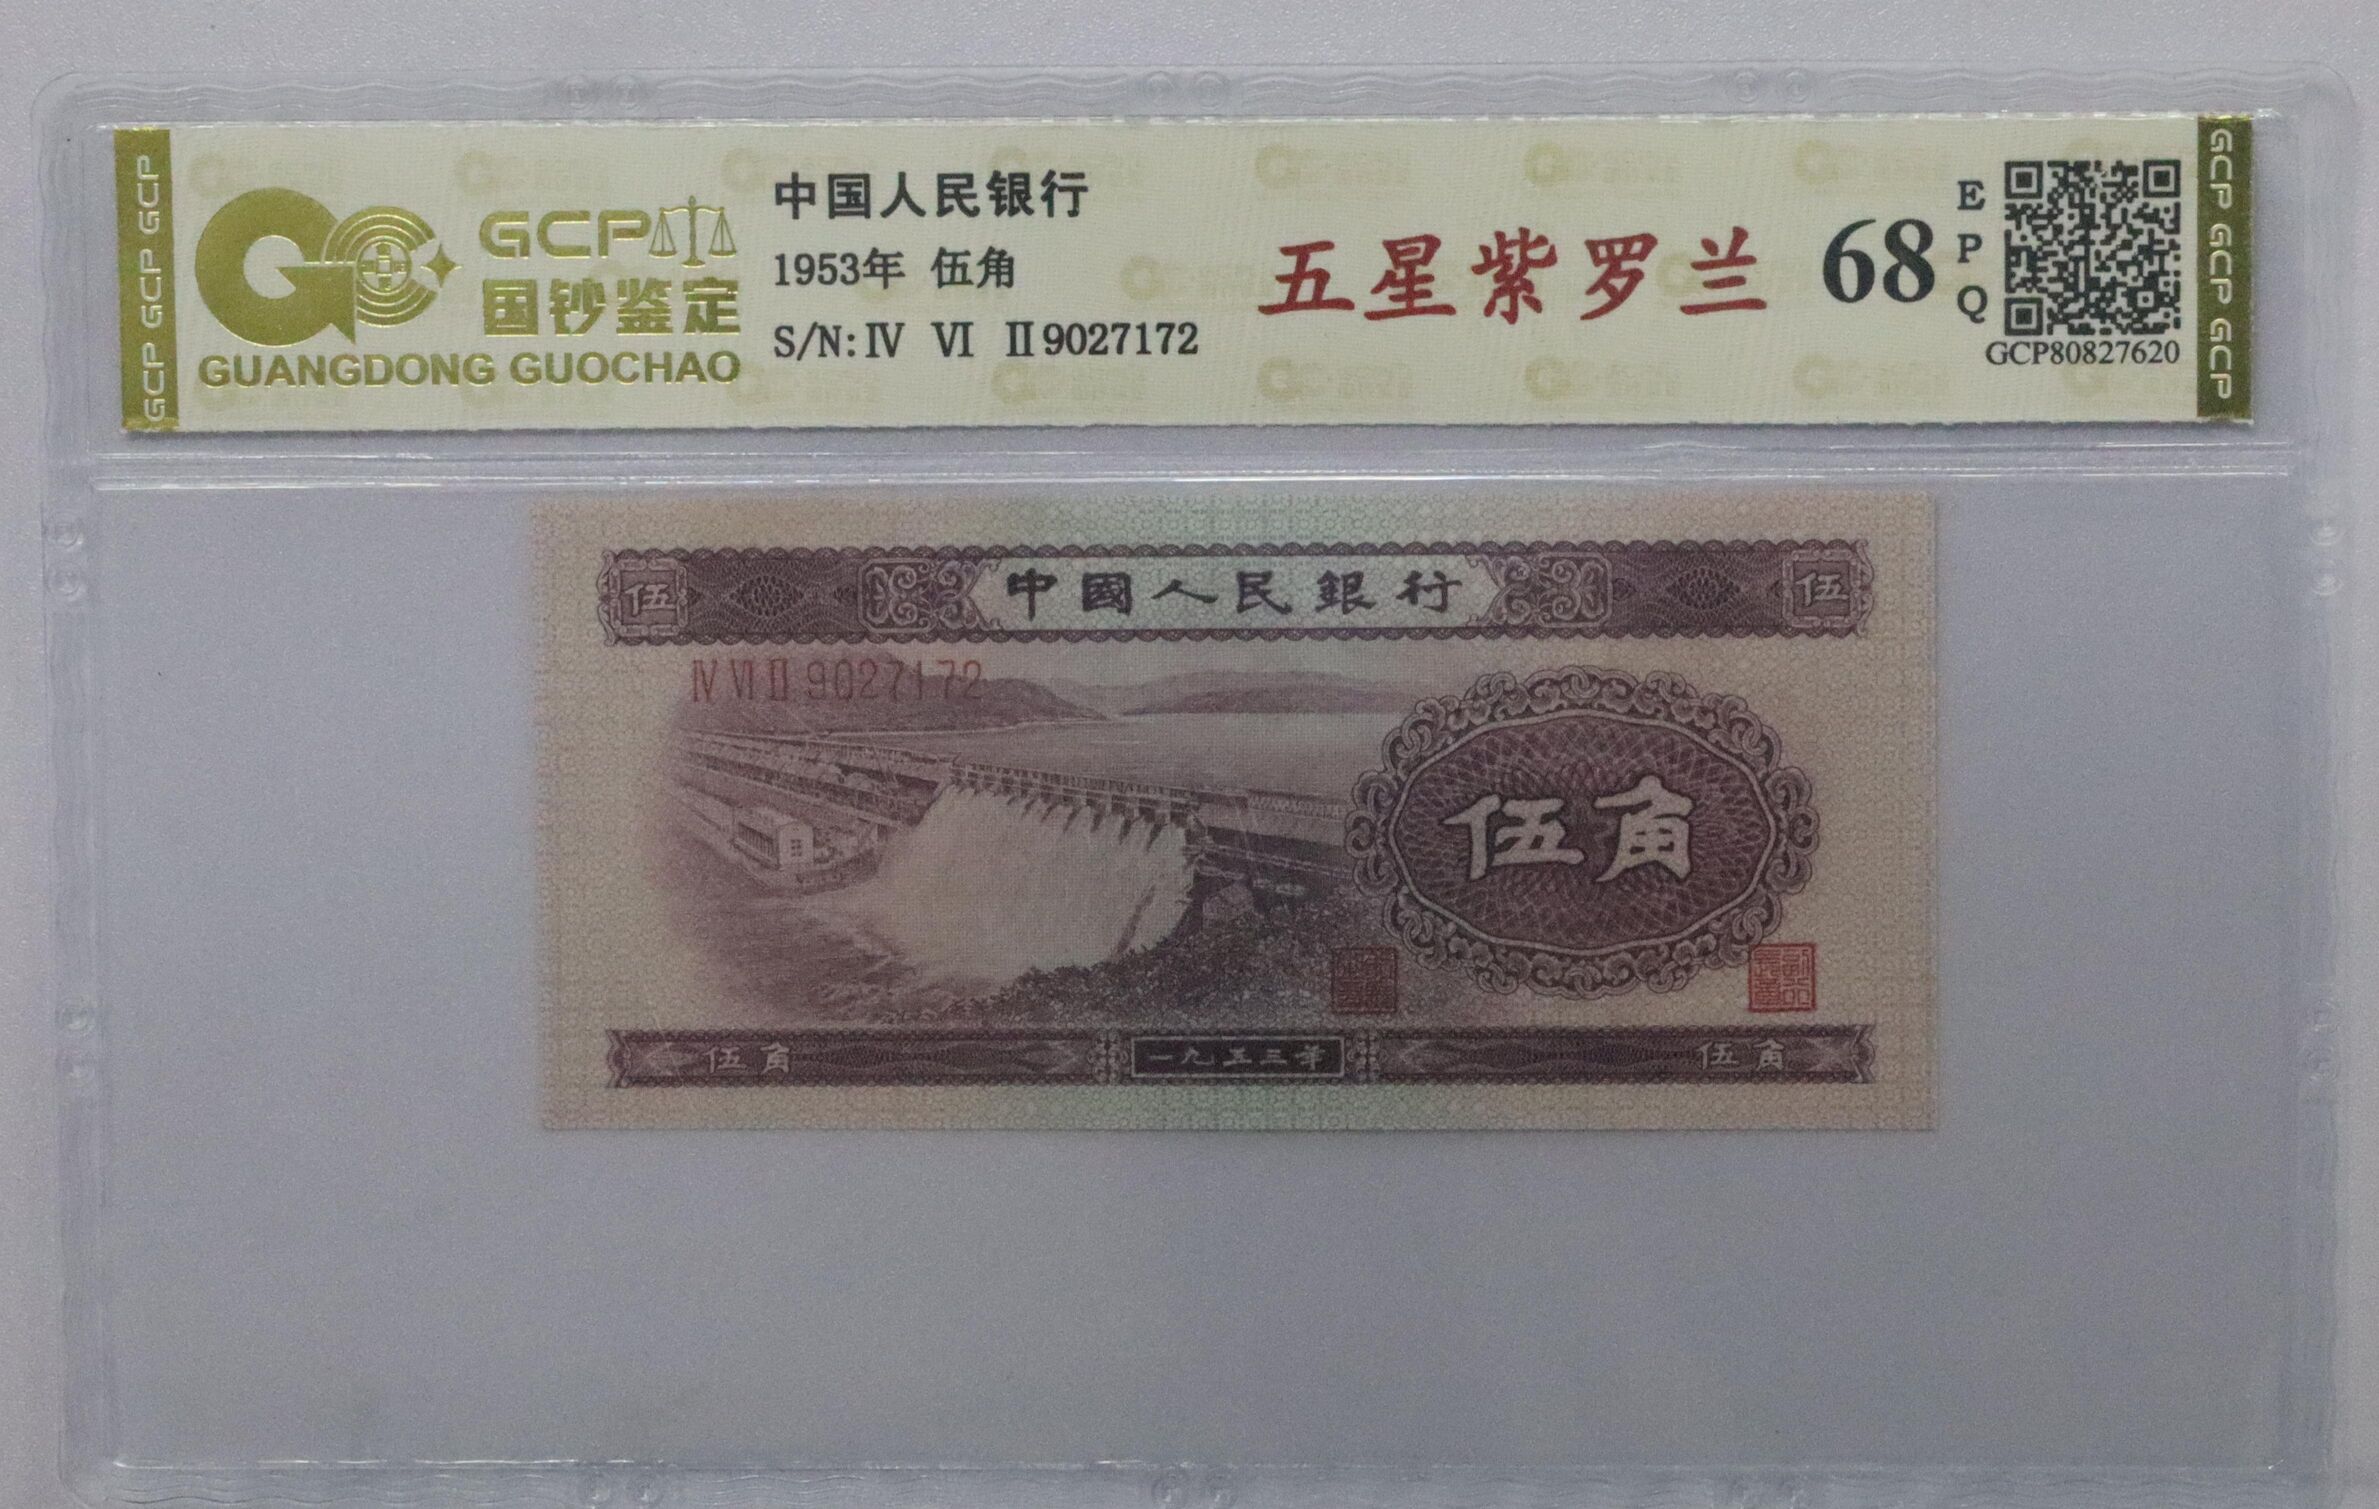 GCP GCP GCP
GCP
国钞鉴定
GUANGDONG GUOCHAO
中国人民银行
1953年 伍角
S/N: Ⅳ Ⅵ Ⅱ 9027172
五星紫罗兰
68
EPQ
GCP80827620
GCP GCP GCP
伍
中國人民銀行
伍
Ⅳ Ⅵ Ⅱ 9027172
伍角
伍角
一九五三年
伍角